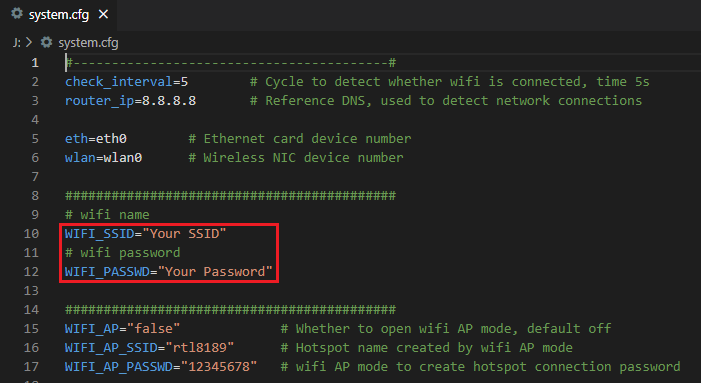 system.cfg
J: > system.cfg
1 #-----------------------------------------#
2 check_interval=5 # Cycle to detect whether wifi is connected, time 5s
3 router_ip=8.8.8.8 # Reference DNS, used to detect network connections
4
5 eth=eth0 # Ethernet card device number
6 wlan=wlan0 # Wireless NIC device number
7
8 ###########################################
9 # wifi name
10 WIFI_SSID="Your SSID"
11 # wifi password
12 WIFI_PASSWD="Your Password"
13
14 ###########################################
15 WIFI_AP="false" # Whether to open wifi AP mode, default off
16 WIFI_AP_SSID="rtl8189" # Hotspot name created by wifi AP mode
17 WIFI_AP_PASSWD="12345678" # wifi AP mode to create hotspot connection password